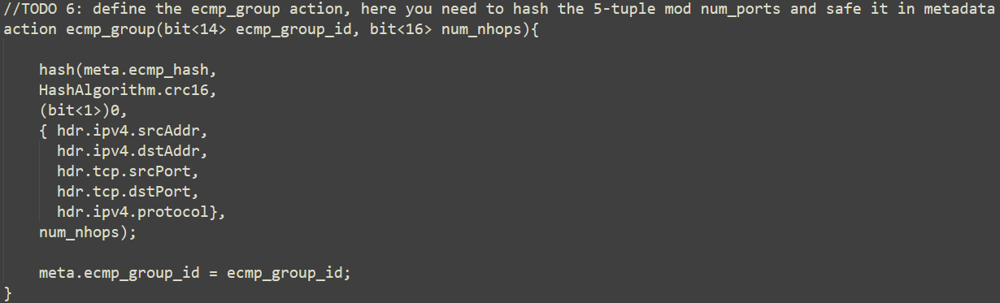 //TODO 6: define the ecmp_group action, here you need to hash the 5-tuple mod num_ports and safe it in metadata
action ecmp_group(bit<14> ecmp_group_id, bit<16> num_nhops){
hash(meta.ecmp_hash,
HashAlgorithm.crc16,
(bit<1>)0,
{ hdr.ipv4.srcAddr,
hdr.ipv4.dstAddr,
hdr.tcp.srcPort,
hdr.tcp.dstPort,
hdr.ipv4.protocol},
num_nhops);
meta.ecmp_group_id = ecmp_group_id;
}